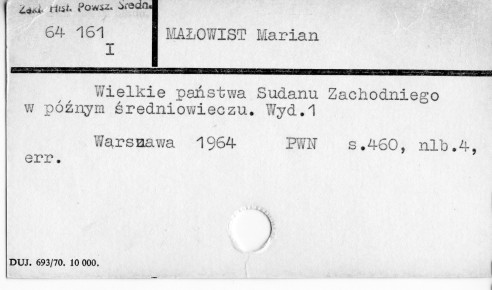 Zakł. Hist. Powsz. Średn.
64 161
I
MAŁOWIST Marian
Wielkie państwa Sudanu Zachodniego
w późnym średniowieczu. Wyd.1
Warszawa 1964 PWN s.460, nlb.4,
err.
DUJ. 693/70. 10 000.